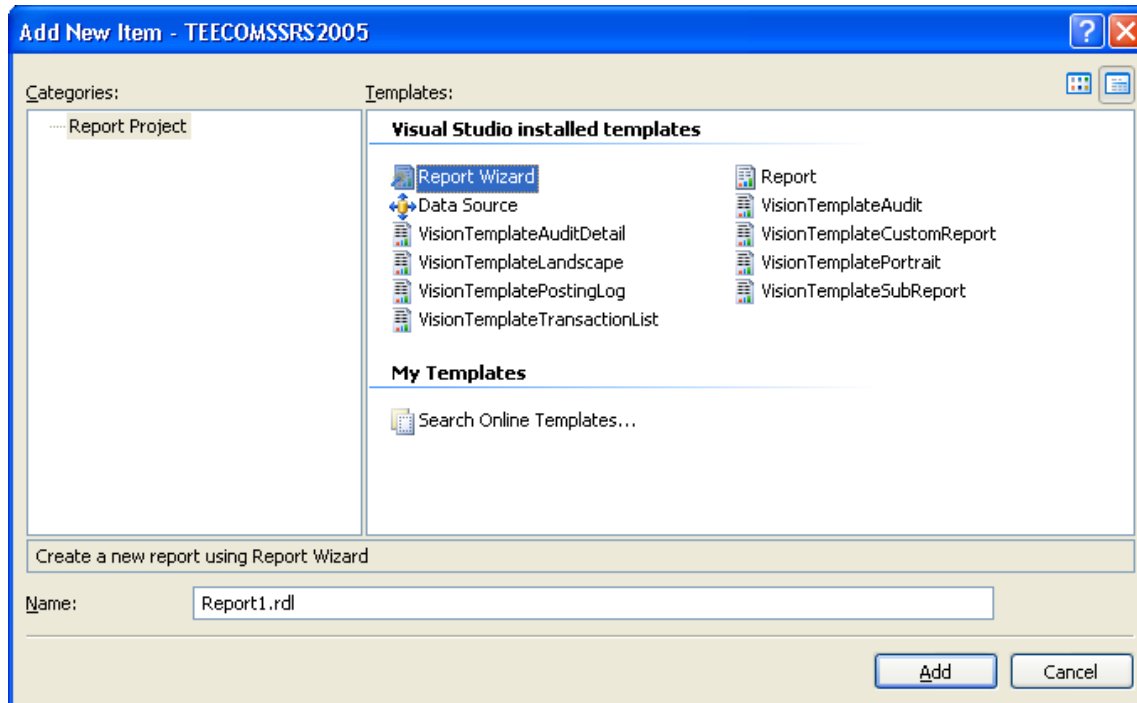 Add New Item - TEECOMSSRS2005
Categories:
Templates:
Report Project
Visual Studio installed templates
Report Wizard
Report
Data Source
VisionTemplateAudit
VisionTemplateAuditDetail
VisionTemplateCustomReport
VisionTemplateLandscape
VisionTemplatePortrait
VisionTemplatePostingLog
VisionTemplateSubReport
VisionTemplateTransactionList
My Templates
Search Online Templates...
Create a new report using Report Wizard
Name:
Report1.rdl
Add
Cancel